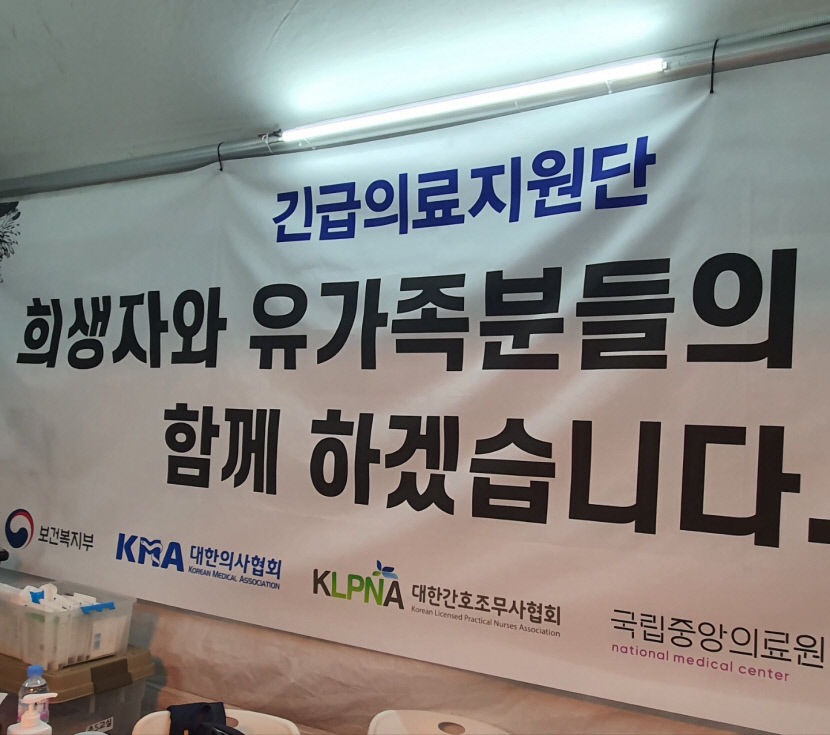 긴급의료지원단
희생자와 유가족분들의
함께 하겠습니다.
보건복지부
KMA 대한의사협회
KOREAN MEDICAL ASSOCIATION
KLPNA 대한간호조무사협회
Korean Licensed Practical Nurses Association
국립중앙의료원
national medical center